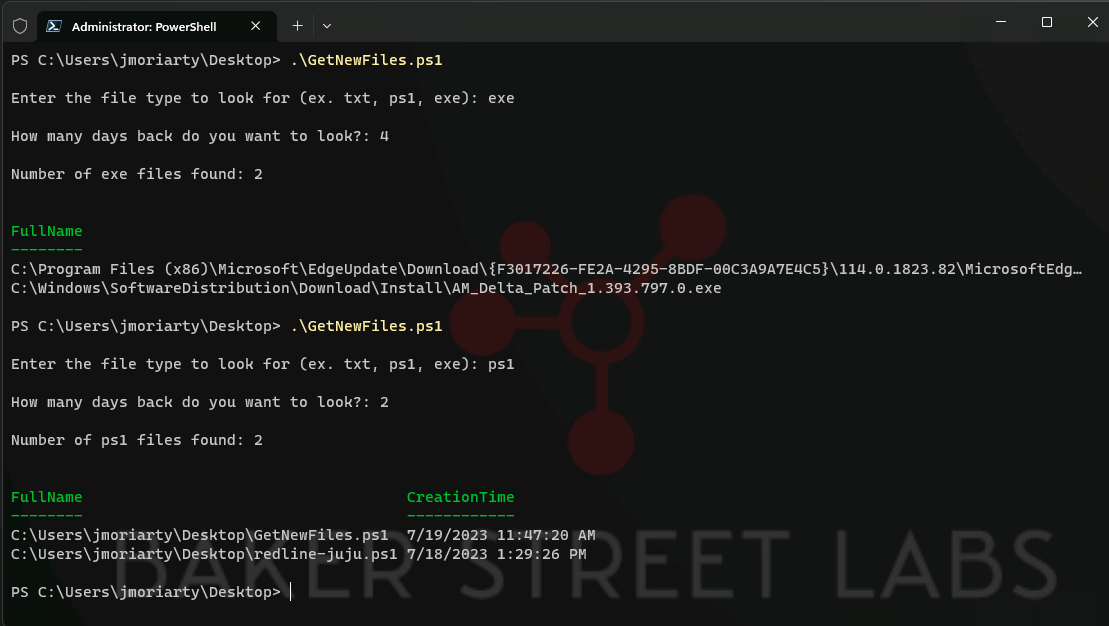 Administrator: PowerShell
PS C:\Users\jmoriarty\Desktop> .\GetNewFiles.ps1
Enter the file type to look for (ex. txt, ps1, exe): exe
How many days back do you want to look?: 4
Number of exe files found: 2
FullName
--------
C:\Program Files (x86)\Microsoft\EdgeUpdate\Download\{F3017226-FE2A-4295-8BDF-00C3A9A7E4C5}\114.0.1823.82\MicrosoftEdg…
C:\Windows\SoftwareDistribution\Download\Install\AM_Delta_Patch_1.393.797.0.exe
PS C:\Users\jmoriarty\Desktop> .\GetNewFiles.ps1
Enter the file type to look for (ex. txt, ps1, exe): ps1
How many days back do you want to look?: 2
Number of ps1 files found: 2
FullName CreationTime
-------- ------------
C:\Users\jmoriarty\Desktop\GetNewFiles.ps1 7/19/2023 11:47:20 AM
C:\Users\jmoriarty\Desktop\redline-juju.ps1 7/18/2023 1:29:26 PM
PS C:\Users\jmoriarty\Desktop>
BAKER STREET LABS